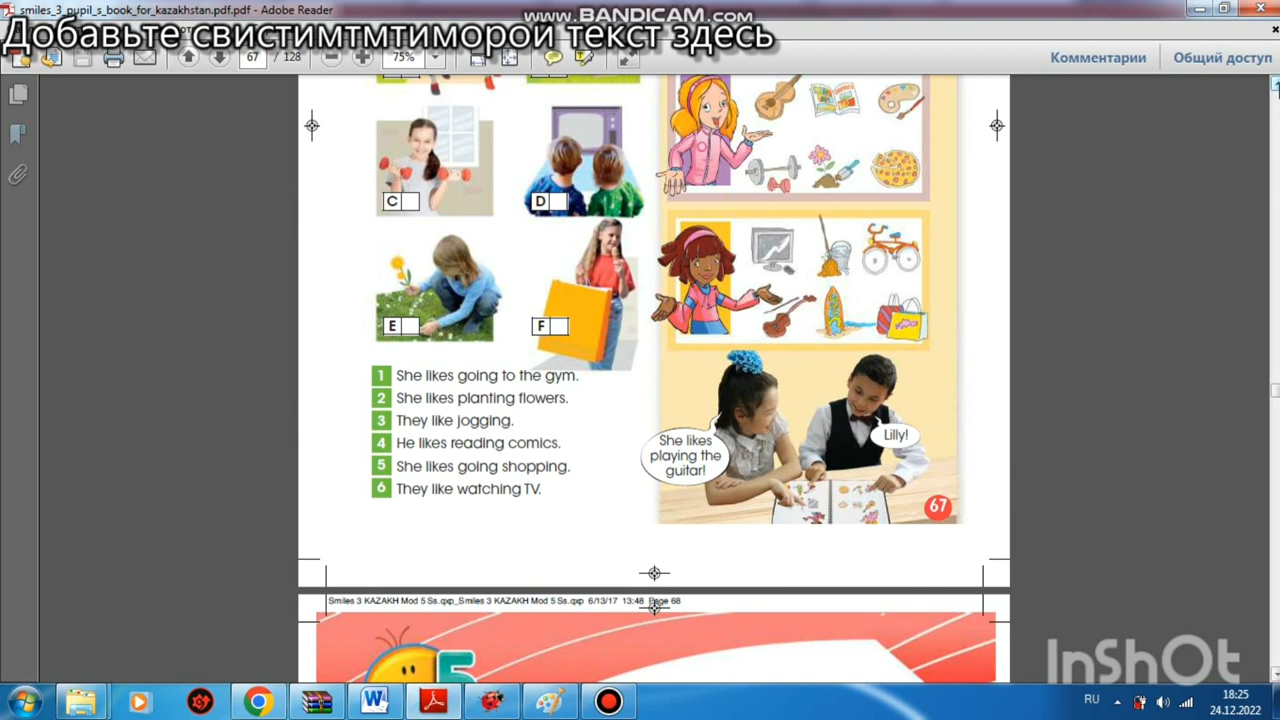 smiles_3_pupil_s_book_for_kazakhstan.pdf.pdf - Adobe Reader
www.BANDICAM.com
Добавьте свистимтмтиморой текст здесь
67 / 128
75%
Комментарии
Общий доступ
C
D
E
F
1 She likes going to the gym.
2 She likes planting flowers.
3 They like jogging.
4 He likes reading comics.
5 She likes going shopping.
6 They like watching TV.
She likes
playing the
guitar!
Lilly!
67
Smiles 3 KAZAKH Mod 5 Ss.qxp_Smiles 3 KAZAKH Mod 5 Ss.qxp 6/13/17 13:48 Page 68
5
InShOt
RU
18:25
24.12.2022